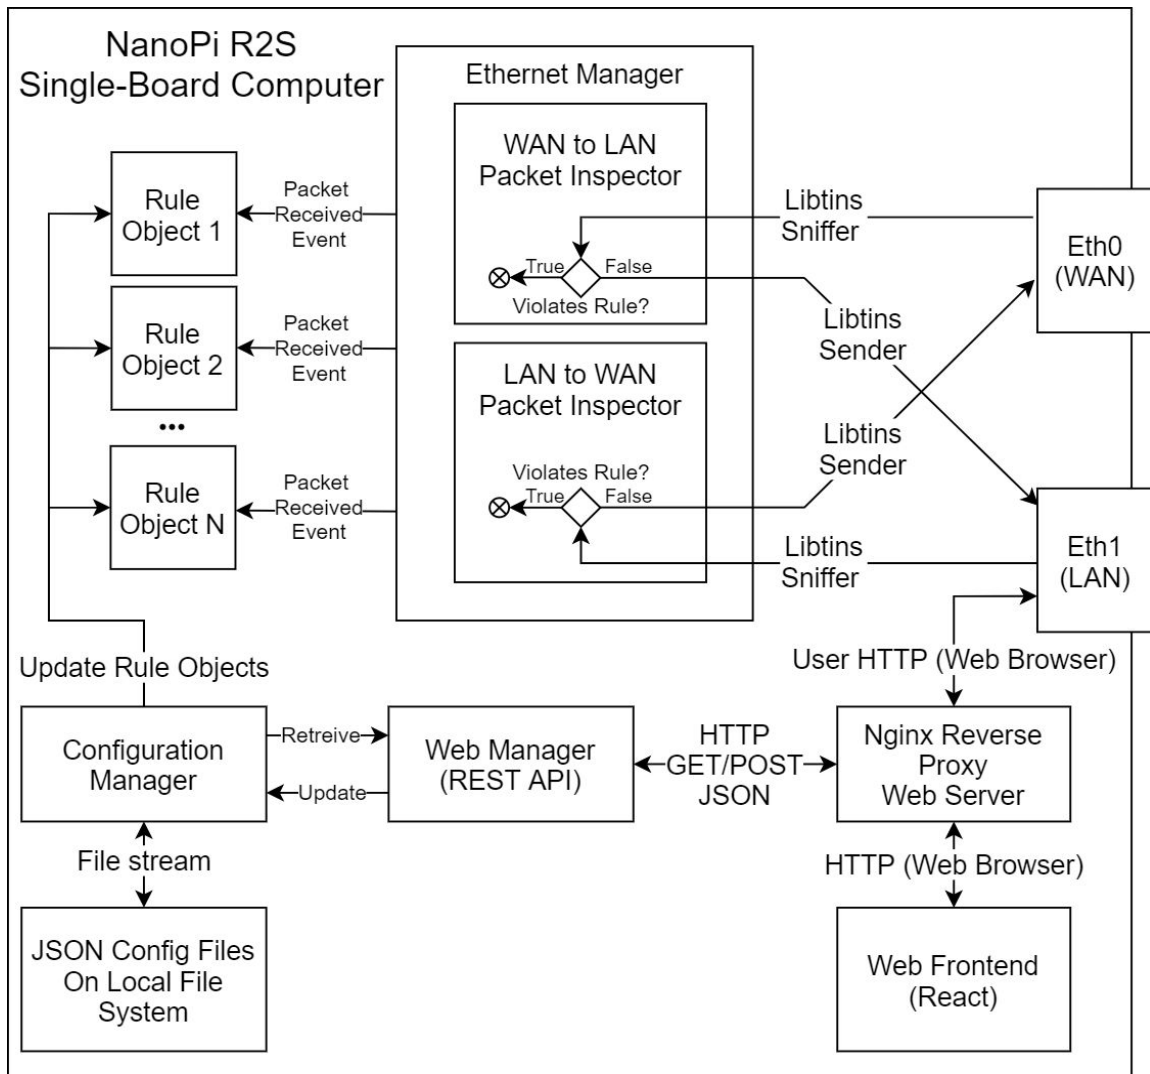 NanoPi R2S
Single-Board Computer
Ethernet Manager
WAN to LAN
Packet Inspector
True
False
Violates Rule?
LAN to WAN
Packet Inspector
Violates Rule?
True
False
Rule
Object 1
Packet
Received
Event
Rule
Object 2
Packet
Received
Event
...
Rule
Object N
Packet
Received
Event
Libtins
Sniffer
Eth0
(WAN)
Libtins
Sender
Libtins
Sender
Libtins
Sniffer
Eth1
(LAN)
Update Rule Objects
User HTTP (Web Browser)
Configuration
Manager
Retreive
Update
Web Manager
(REST API)
HTTP
GET/POST
JSON
Nginx Reverse
Proxy
Web Server
File stream
HTTP (Web Browser)
JSON Config Files
On Local File
System
Web Frontend
(React)